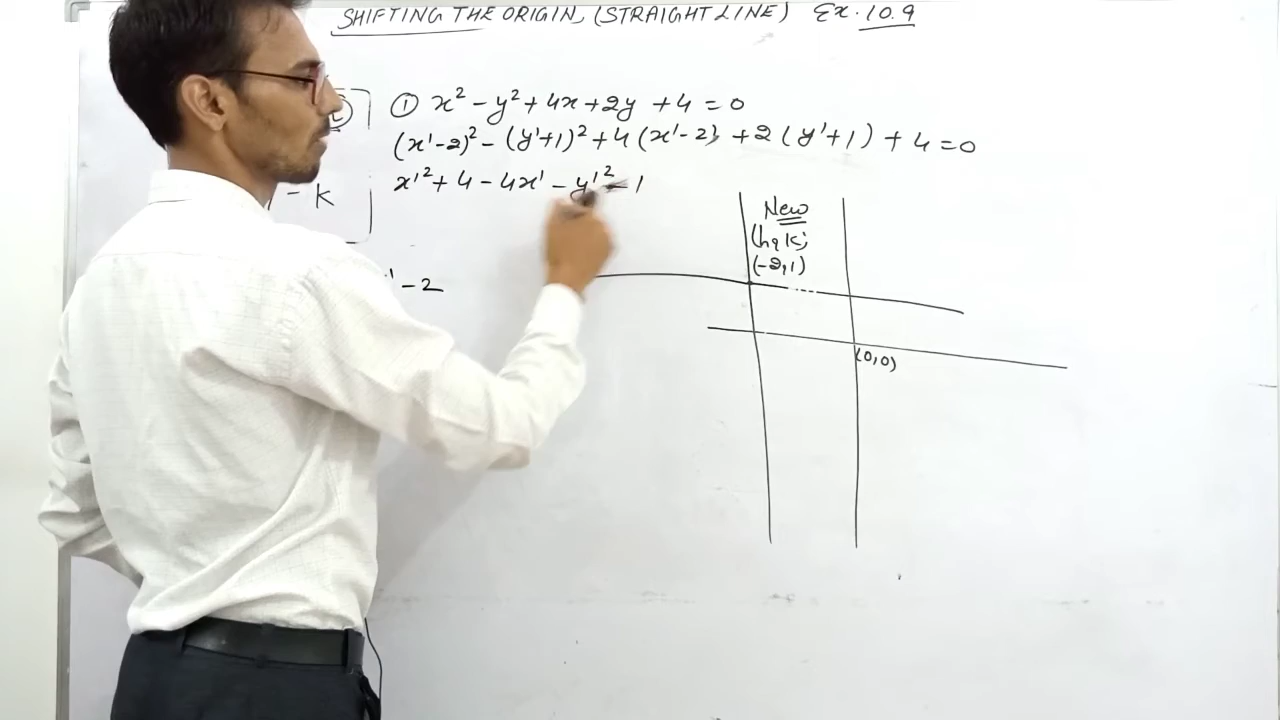 SHIFTING THE ORIGIN, (STRAIGHT LINE) Ex. 10.9
① x² - y² + 4x + 2y + 4 = 0
(x'-2)² - (y'+1)² + 4(x'-2) + 2(y'+1) + 4 = 0
x'² + 4 - 4x' - y'² - 1
- k
' - 2
New
(h, k)
(-2, 1)
(0,0)